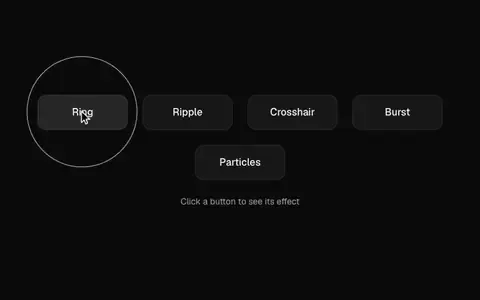 Ring
Ripple
Crosshair
Burst
Particles
Click a button to see its effect